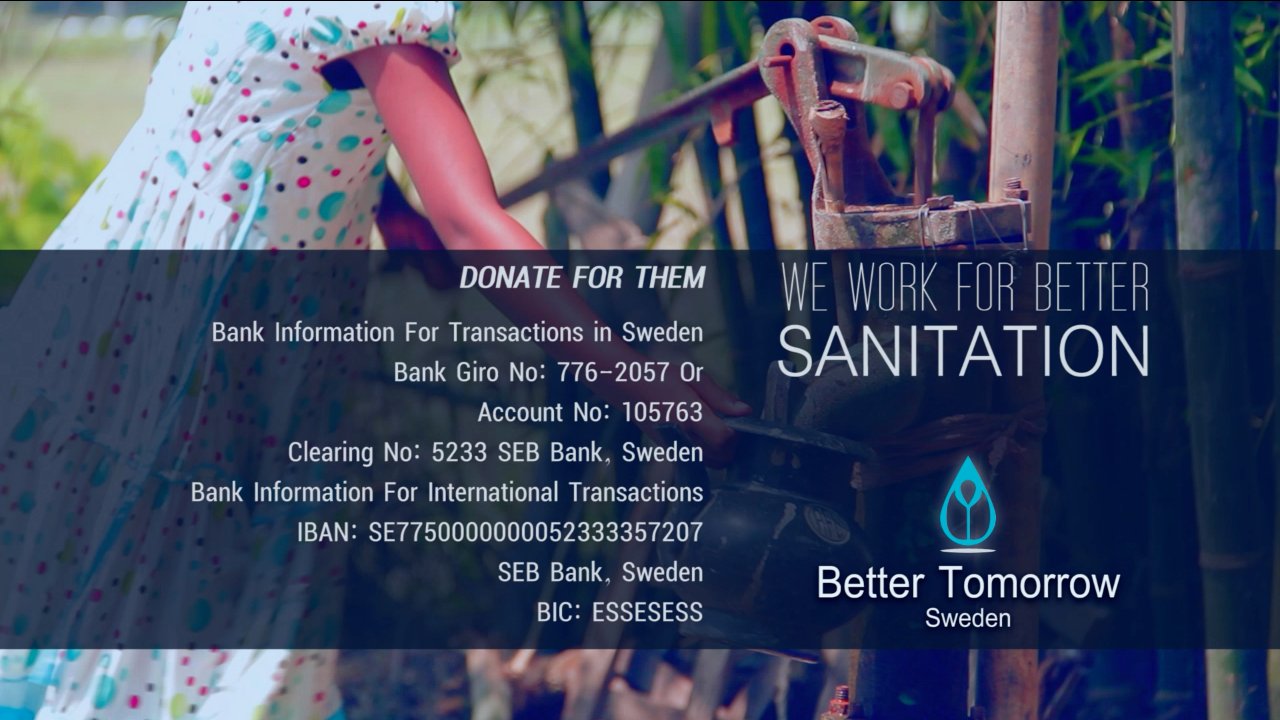 DONATE FOR THEM
Bank Information For Transactions in Sweden
Bank Giro No: 776-2057 Or
Account No: 105763
Clearing No: 5233 SEB Bank, Sweden
Bank Information For International Transactions
IBAN: SE7750000000052333357207
SEB Bank, Sweden
BIC: ESSESESS
WE WORK FOR BETTER
SANITATION
Better Tomorrow
Sweden